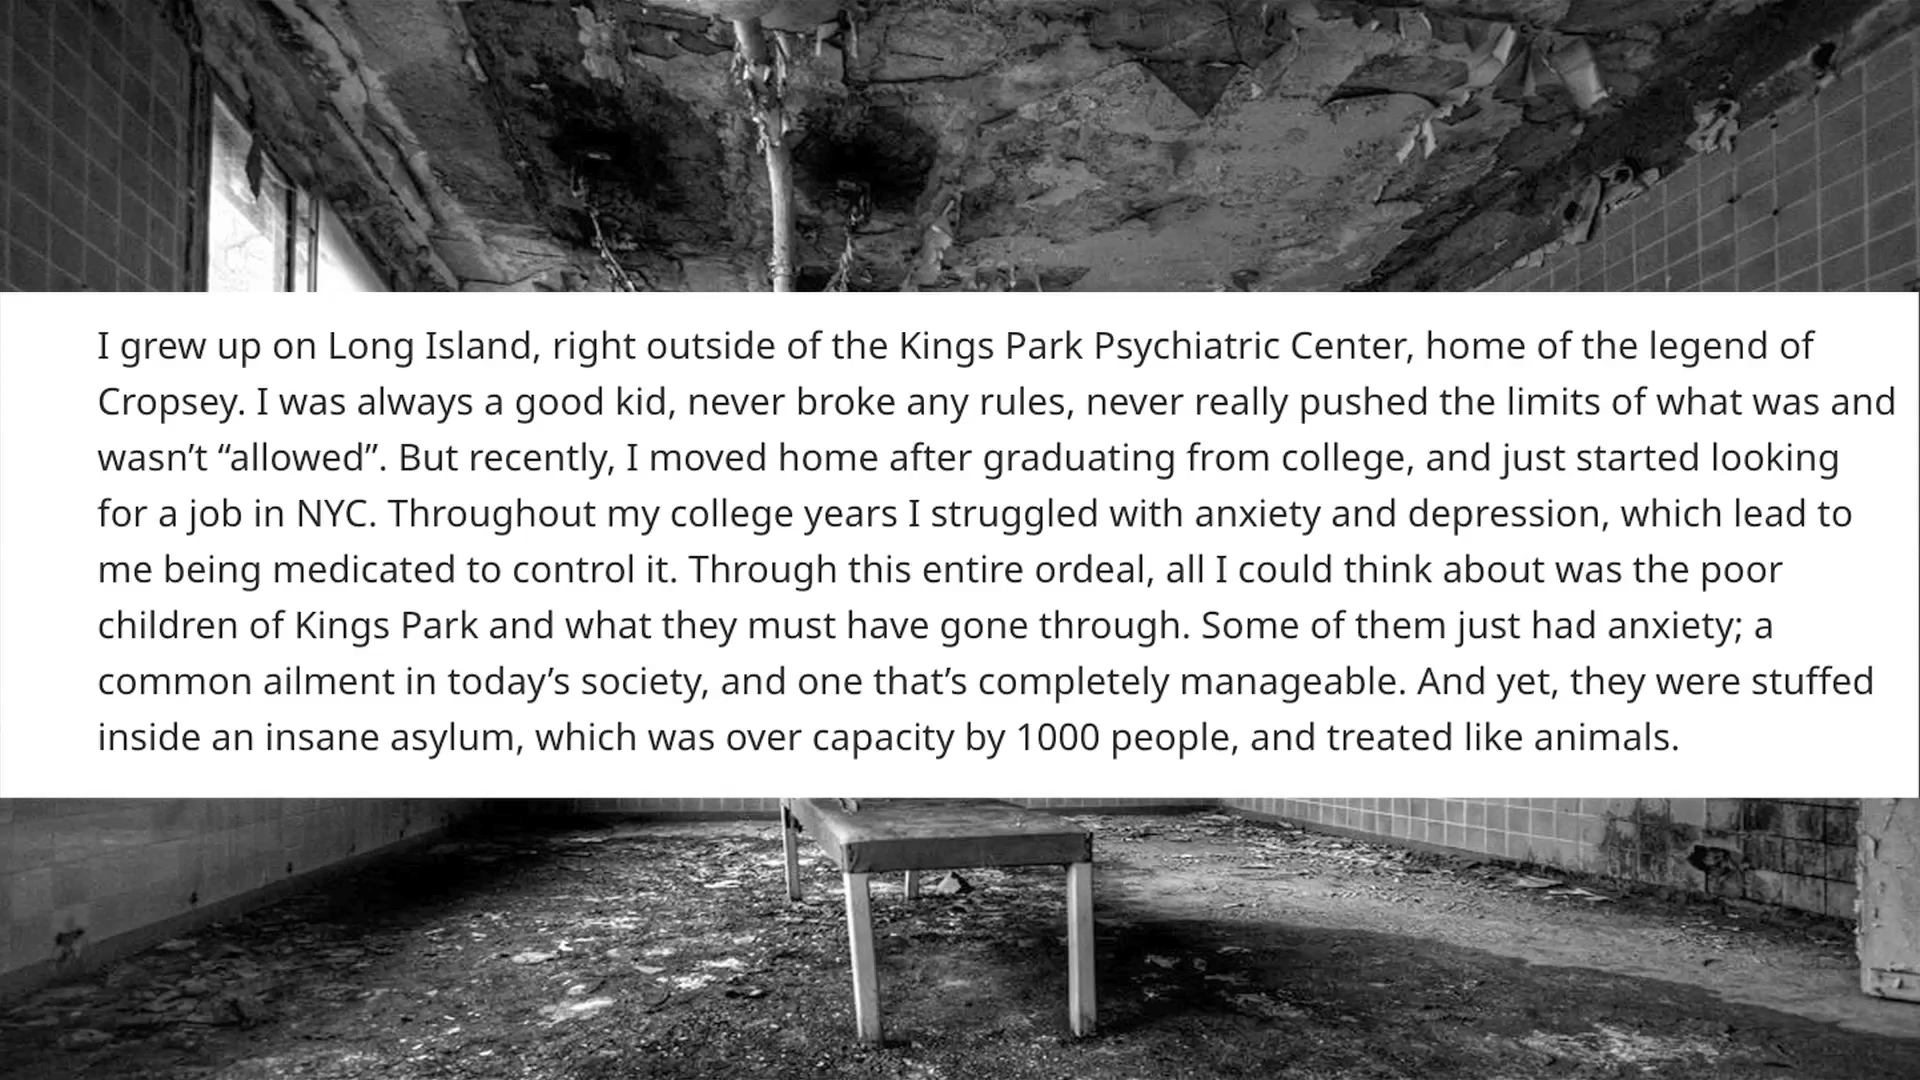 I grew up on Long Island, right outside of the Kings Park Psychiatric Center, home of the legend of
Cropsey. I was always a good kid, never broke any rules, never really pushed the limits of what was and
wasn’t “allowed”. But recently, I moved home after graduating from college, and just started looking
for a job in NYC. Throughout my college years I struggled with anxiety and depression, which lead to
me being medicated to control it. Through this entire ordeal, all I could think about was the poor
children of Kings Park and what they must have gone through. Some of them just had anxiety; a
common ailment in today’s society, and one that’s completely manageable. And yet, they were stuffed
inside an insane asylum, which was over capacity by 1000 people, and treated like animals.